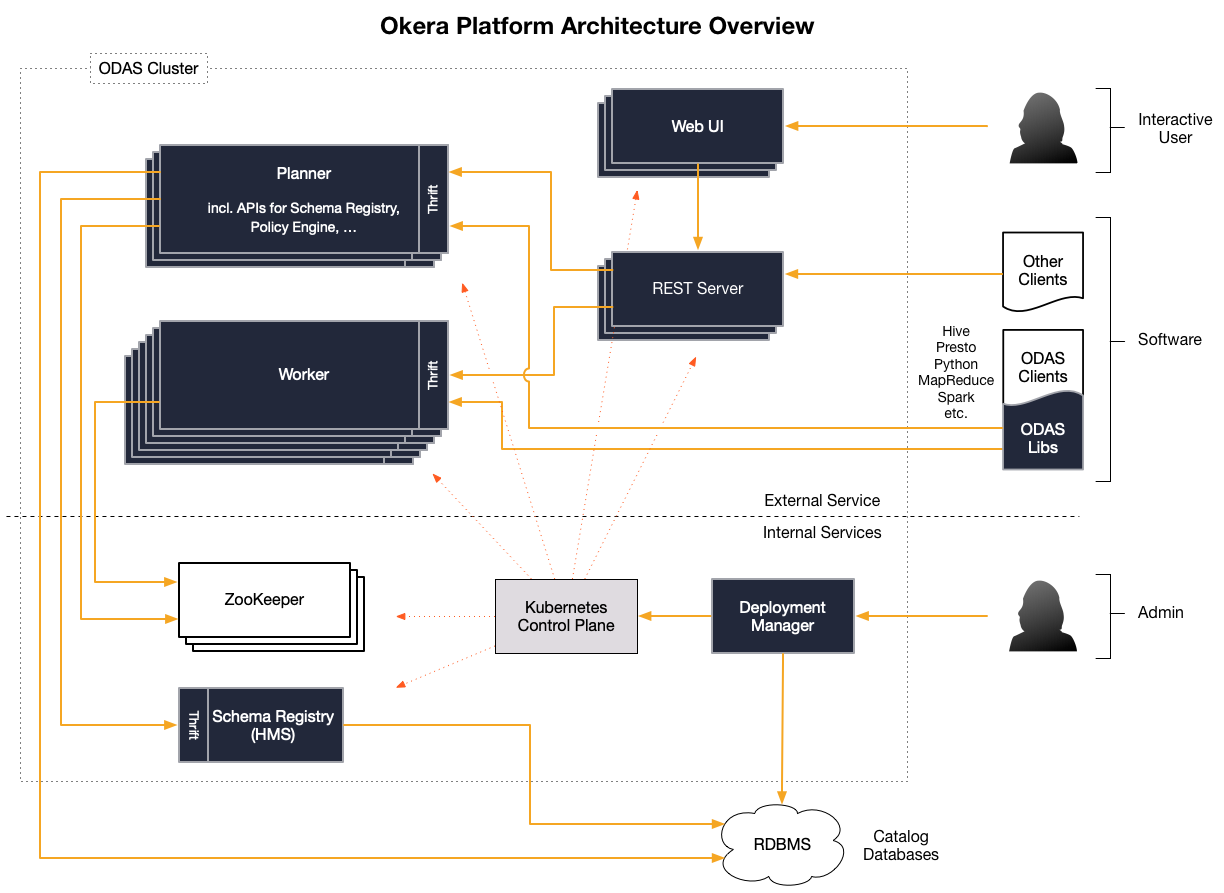 Okera Platform Architecture Overview
ODAS Cluster
Web UI
Interactive
User
Planner
incl. APIs for Schema Registry,
Policy Engine, …
Thrift
REST Server
Other
Clients
Hive
Presto
Python
MapReduce
Spark
etc.
ODAS
Clients
ODAS
Libs
Software
Worker
Thrift
External Service
Internal Services
ZooKeeper
Kubernetes
Control Plane
Deployment
Manager
Admin
Thrift
Schema Registry
(HMS)
RDBMS
Catalog
Databases